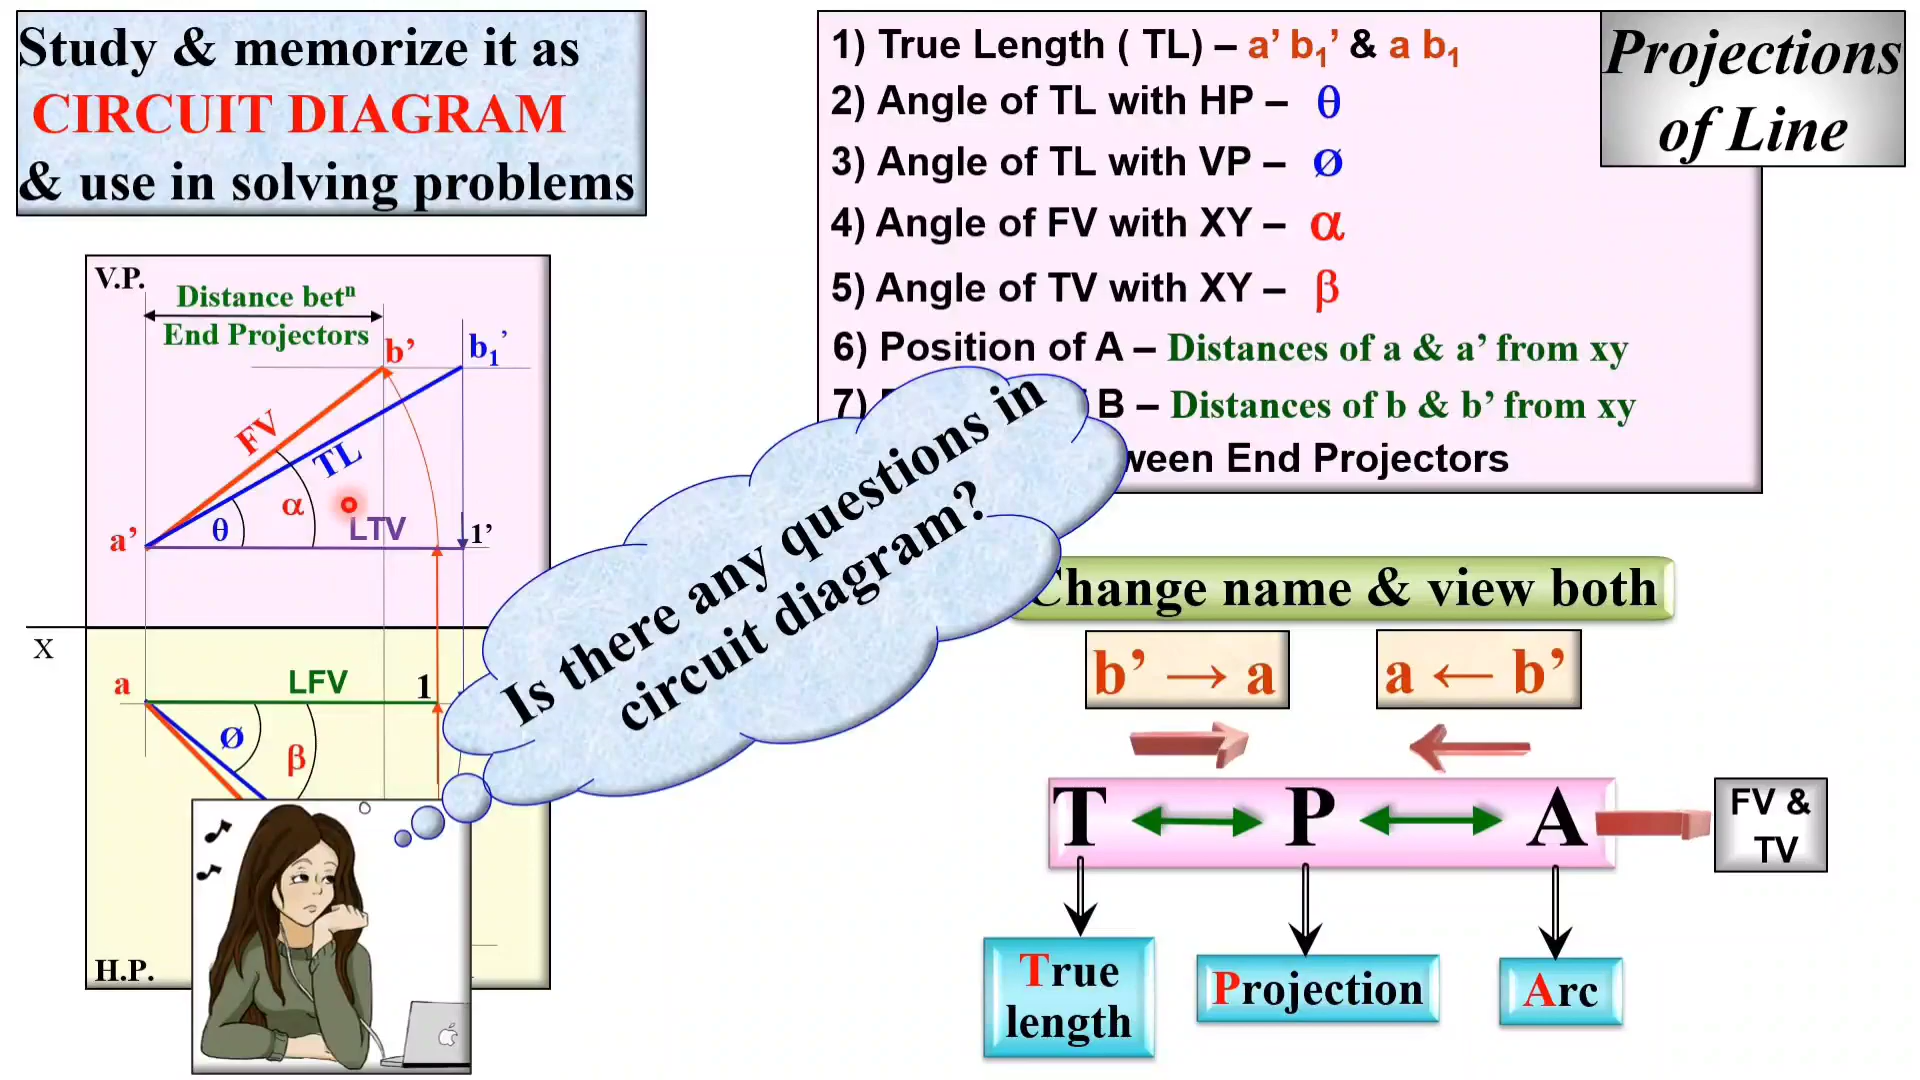 Study & memorize it as
CIRCUIT DIAGRAM
& use in solving problems
1) True Length ( TL) – a’ b₁’ & a b₁
2) Angle of TL with HP – θ
3) Angle of TL with VP – Ø
4) Angle of FV with XY – α
5) Angle of TV with XY – β
6) Position of A – Distances of a & a’ from xy
7) B – Distances of b & b’ from xy
ween End Projectors
Projections
of Line
V.P.
Distance betⁿ
End Projectors
b’
b₁’
FV
TL
α
θ
LTV
a’
1’
X
a
LFV
1
Ø
β
H.P.
Is there any questions in
circuit diagram?
Change name & view both
b’ → a
a ← b’
T P A
FV &
TV
True
length
Projection
Arc